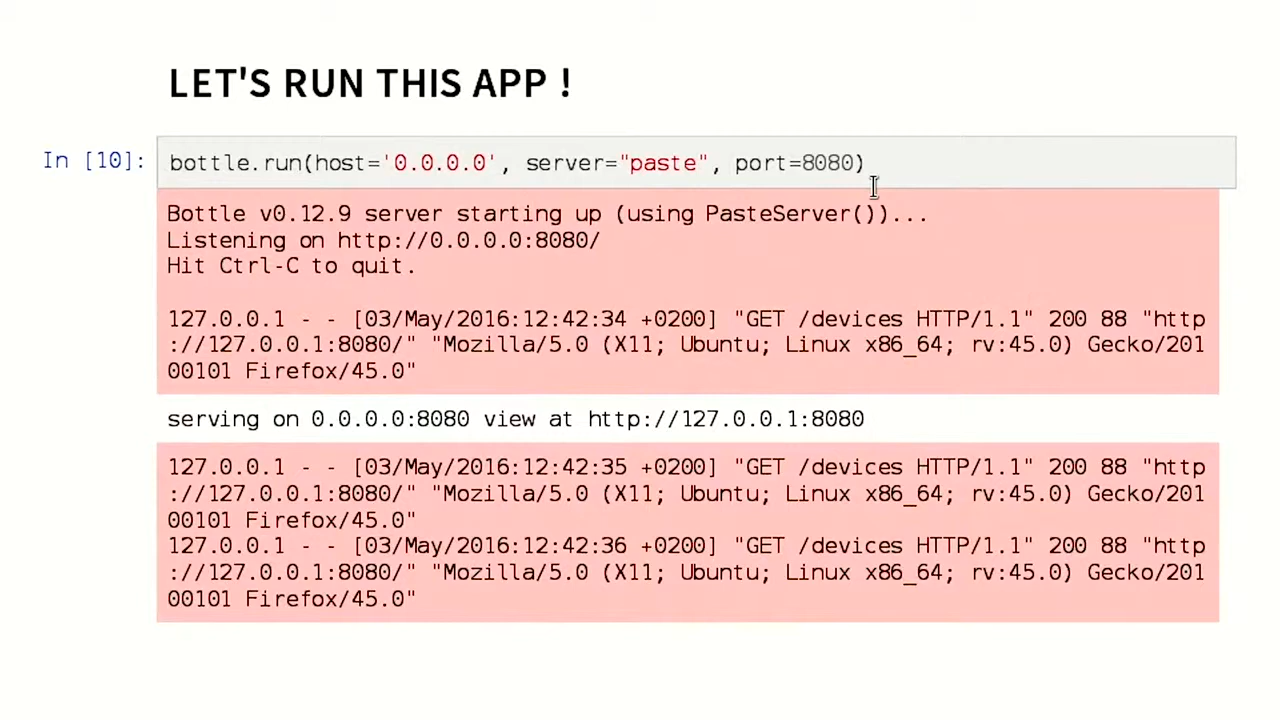 LET'S RUN THIS APP !
In [10]:
bottle.run(host='0.0.0.0', server="paste", port=8080)
Bottle v0.12.9 server starting up (using PasteServer())...
Listening on http://0.0.0.0:8080/
Hit Ctrl-C to quit.
127.0.0.1 - - [03/May/2016:12:42:34 +0200] "GET /devices HTTP/1.1" 200 88 "http
://127.0.0.1:8080/" "Mozilla/5.0 (X11; Ubuntu; Linux x86_64; rv:45.0) Gecko/201
00101 Firefox/45.0"
serving on 0.0.0.0:8080 view at http://127.0.0.1:8080
127.0.0.1 - - [03/May/2016:12:42:35 +0200] "GET /devices HTTP/1.1" 200 88 "http
://127.0.0.1:8080/" "Mozilla/5.0 (X11; Ubuntu; Linux x86_64; rv:45.0) Gecko/201
00101 Firefox/45.0"
127.0.0.1 - - [03/May/2016:12:42:36 +0200] "GET /devices HTTP/1.1" 200 88 "http
://127.0.0.1:8080/" "Mozilla/5.0 (X11; Ubuntu; Linux x86_64; rv:45.0) Gecko/201
00101 Firefox/45.0"